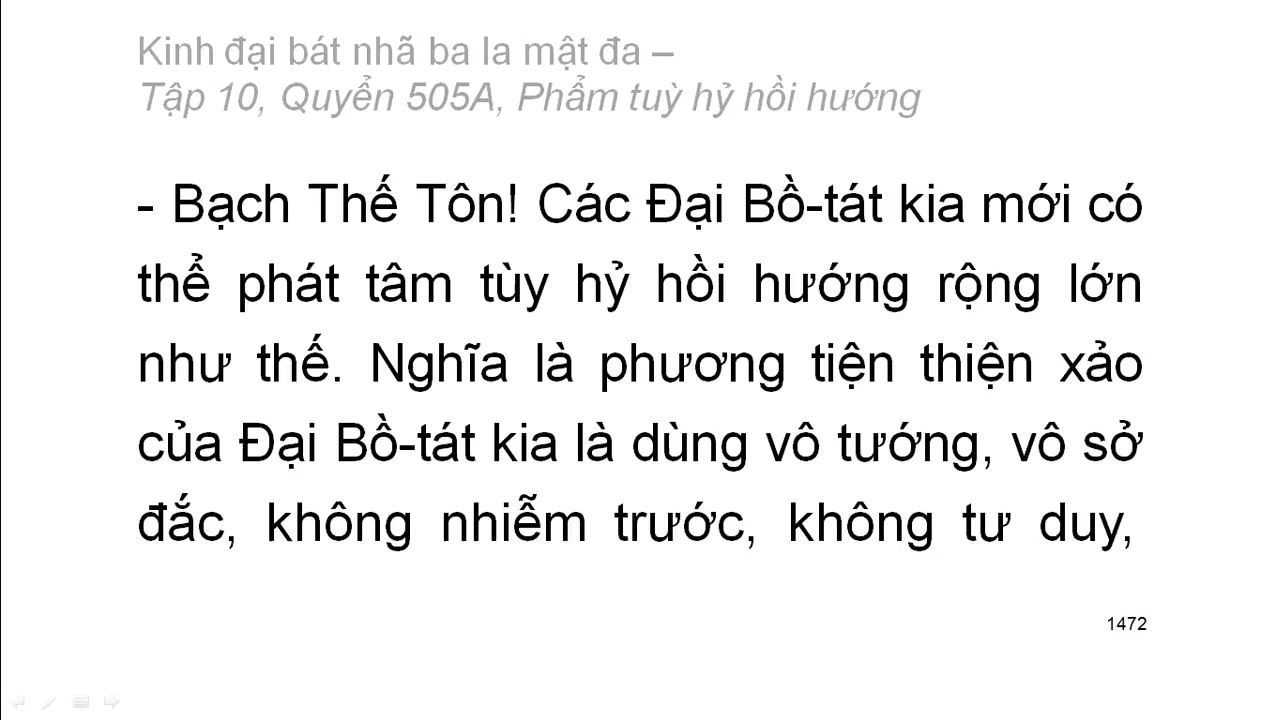 Kinh đại bát nhã ba la mật đa –
Tập 10, Quyển 505A, Phẩm tuỳ hỷ hồi hướng
- Bạch Thế Tôn! Các Đại Bồ-tát kia mới có
thể phát tâm tùy hỷ hồi hướng rộng lớn
như thế. Nghĩa là phương tiện thiện xảo
của Đại Bồ-tát kia là dùng vô tướng, vô sở
đắc, không nhiễm trước, không tư duy,
1472